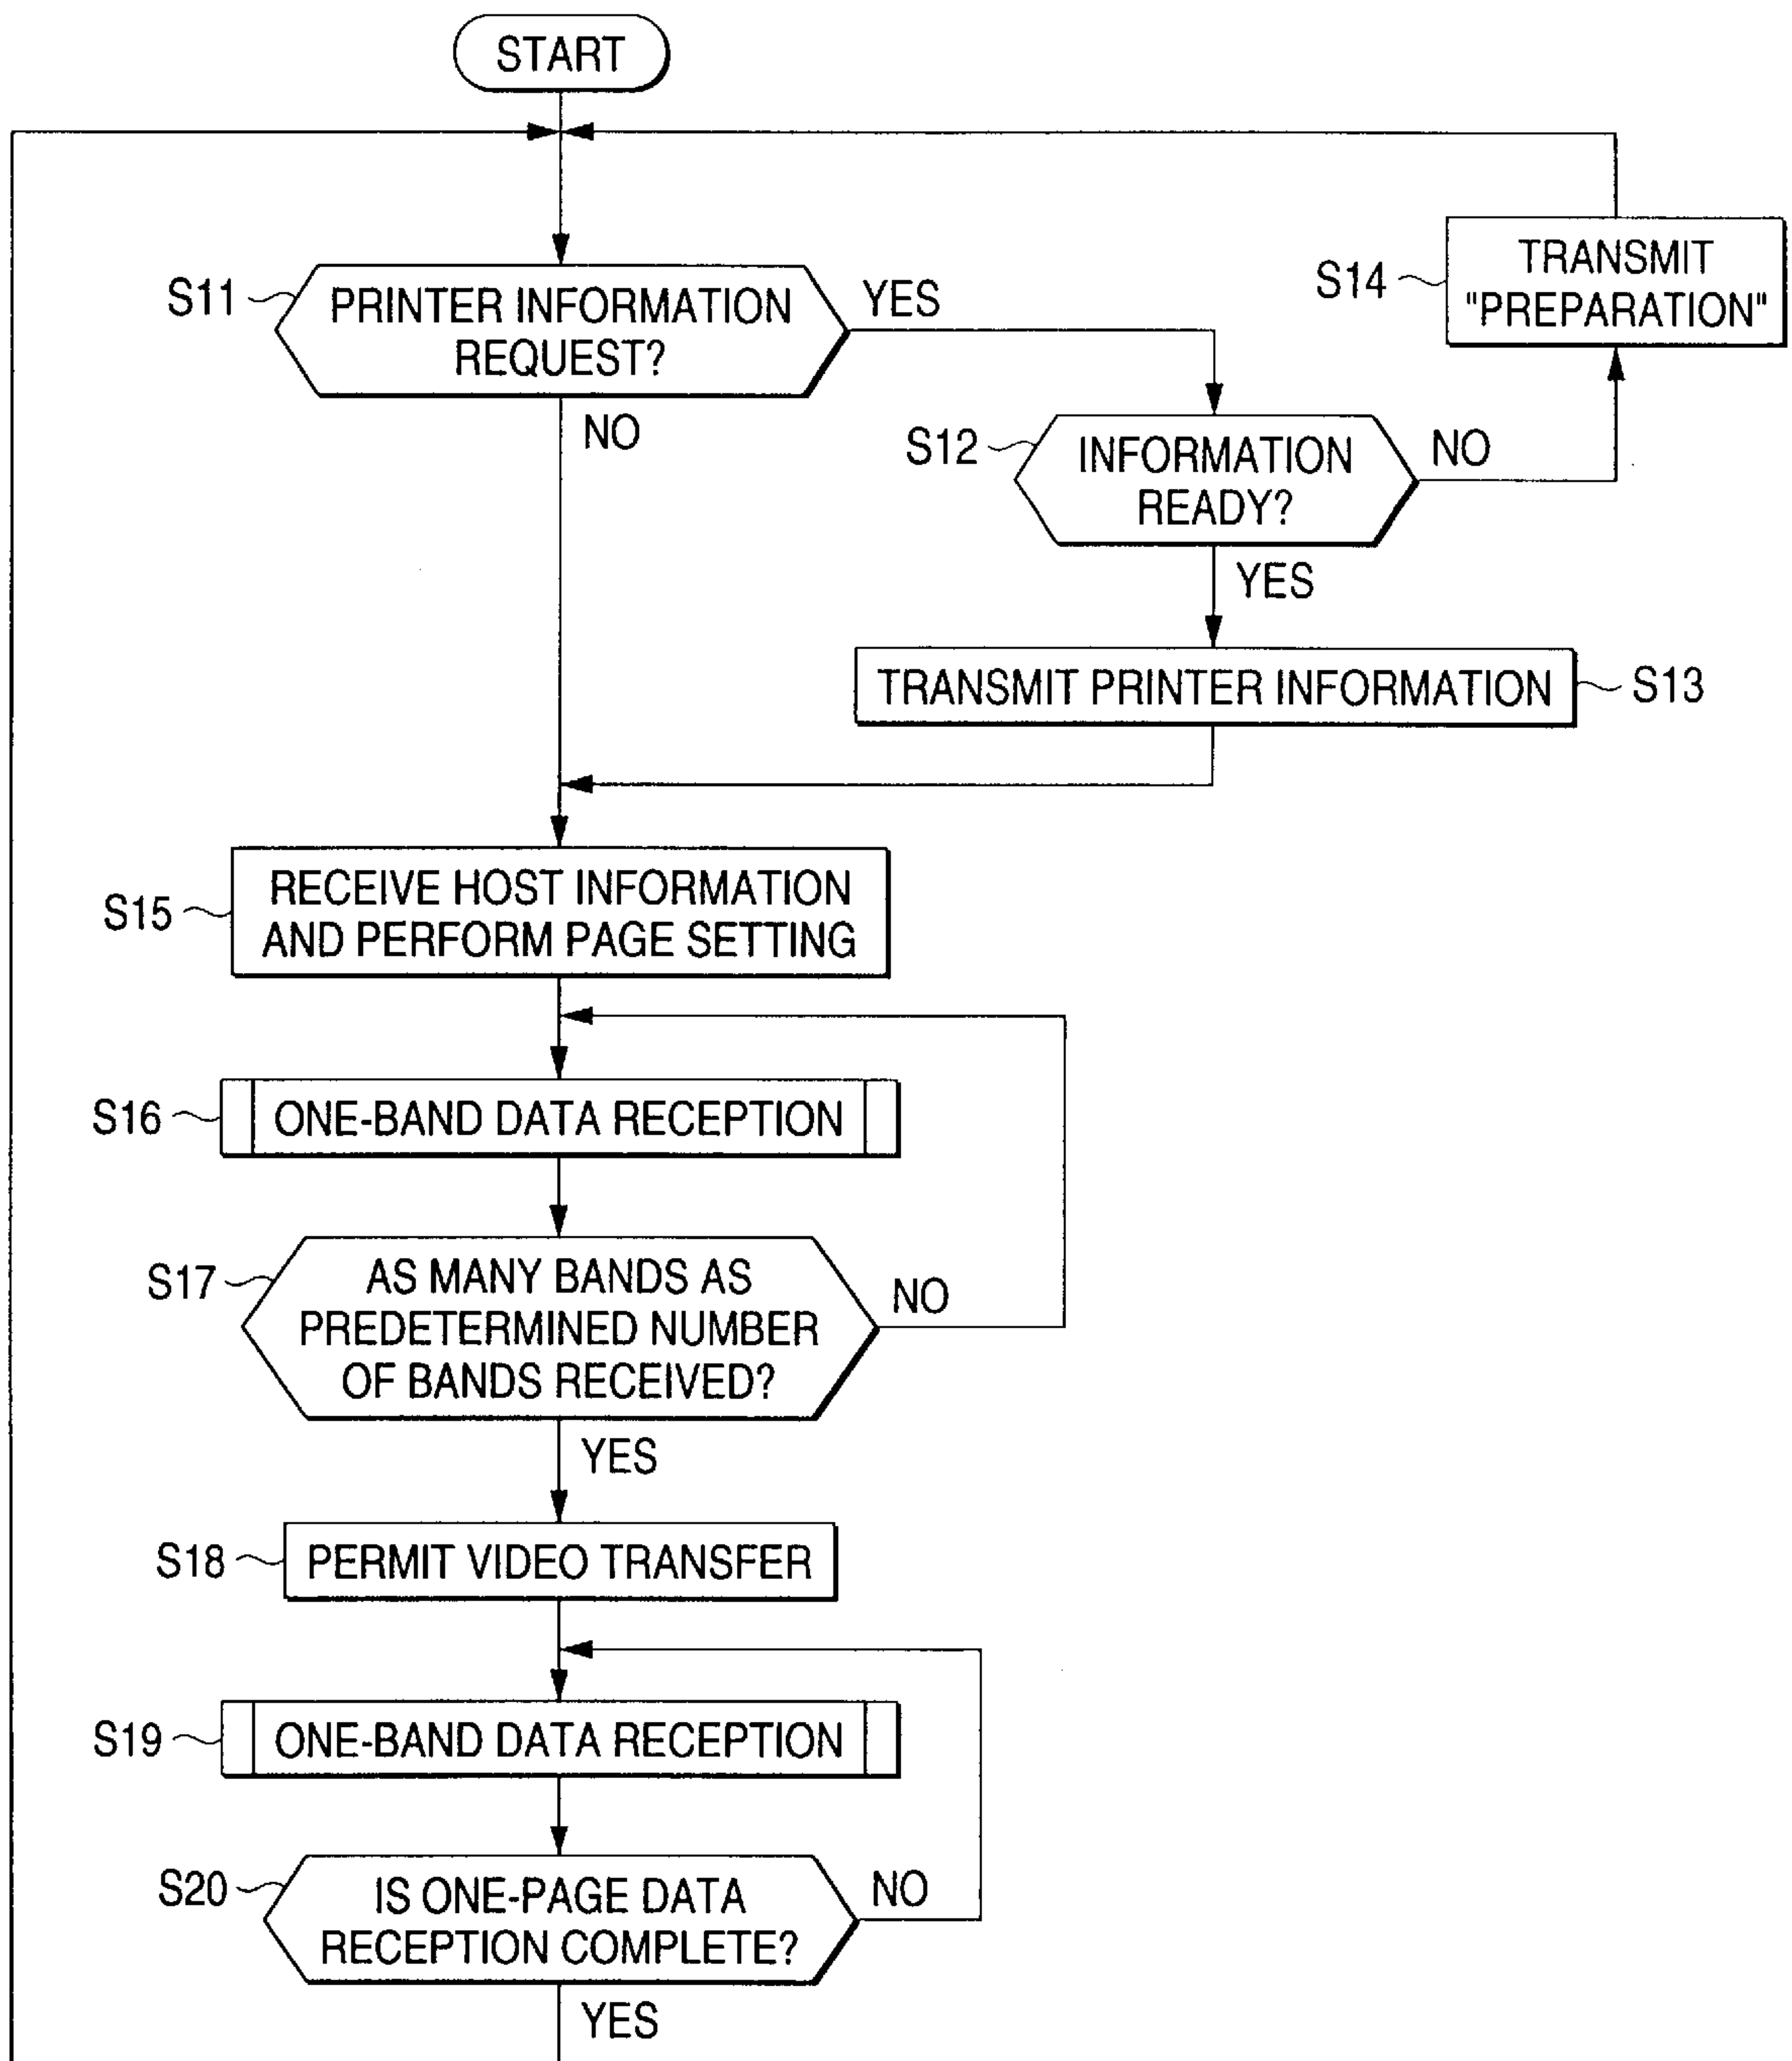 START
S11
PRINTER INFORMATION
REQUEST?
YES
NO
S14
TRANSMIT
"PREPARATION"
S12
INFORMATION
READY?
NO
YES
TRANSMIT PRINTER INFORMATION
S13
S15
RECEIVE HOST INFORMATION
AND PERFORM PAGE SETTING
S16
ONE-BAND DATA RECEPTION
S17
AS MANY BANDS AS
PREDETERMINED NUMBER
OF BANDS RECEIVED?
NO
YES
S18
PERMIT VIDEO TRANSFER
S19
ONE-BAND DATA RECEPTION
S20
IS ONE-PAGE DATA
RECEPTION COMPLETE?
NO
YES